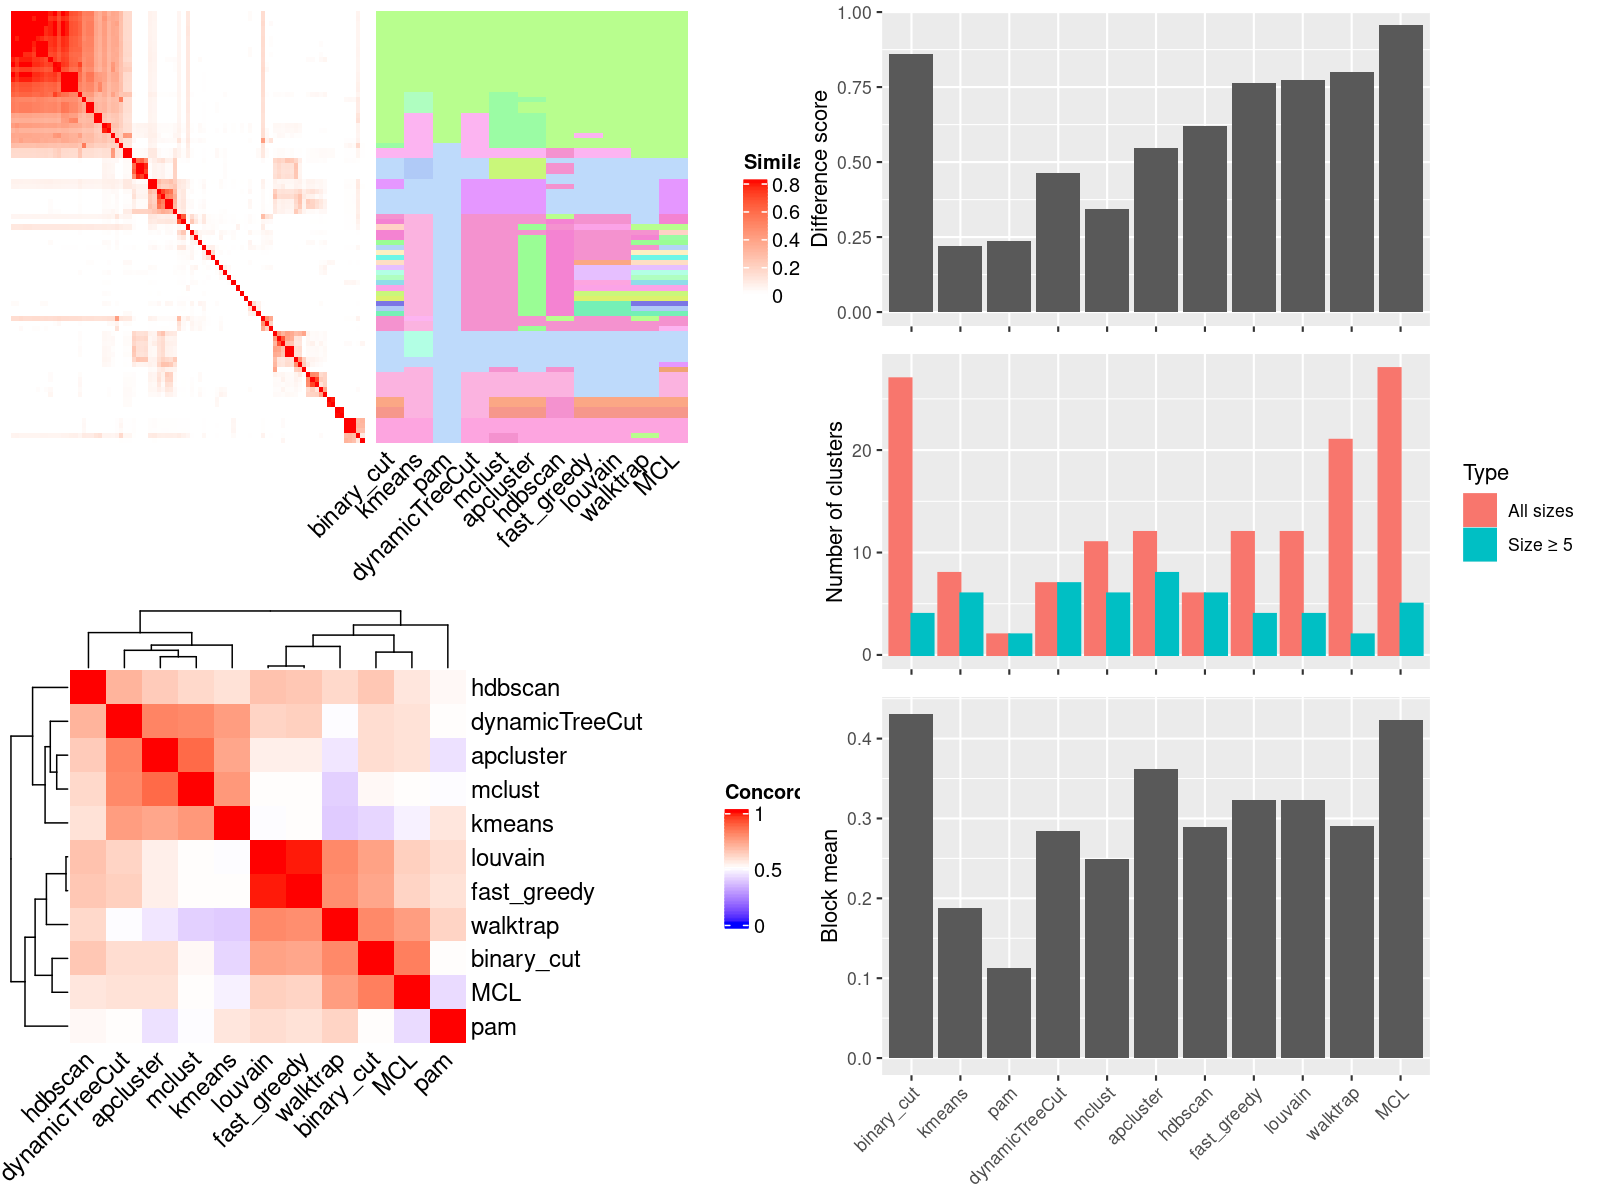 Simila
0.8
0.6
0.4
0.2
0
binary_cut
kmeans
pam
dynamicTreeCut
mclust
apcluster
hdbscan
fast_greedy
louvain
walktrap
MCL
hdbscan
dynamicTreeCut
apcluster
mclust
kmeans
louvain
fast_greedy
walktrap
binary_cut
MCL
pam
hdbscan
dynamicTreeCut
apcluster
mclust
kmeans
louvain
fast_greedy
walktrap
binary_cut
MCL
pam
Concord
1
0.5
0
Difference score
1.00
0.75
0.50
0.25
0.00
Number of clusters
20
10
0
Type
All sizes
Size ≥ 5
Block mean
0.4
0.3
0.2
0.1
0.0
binary_cut
kmeans
pam
dynamicTreeCut
mclust
apcluster
hdbscan
fast_greedy
louvain
walktrap
MCL